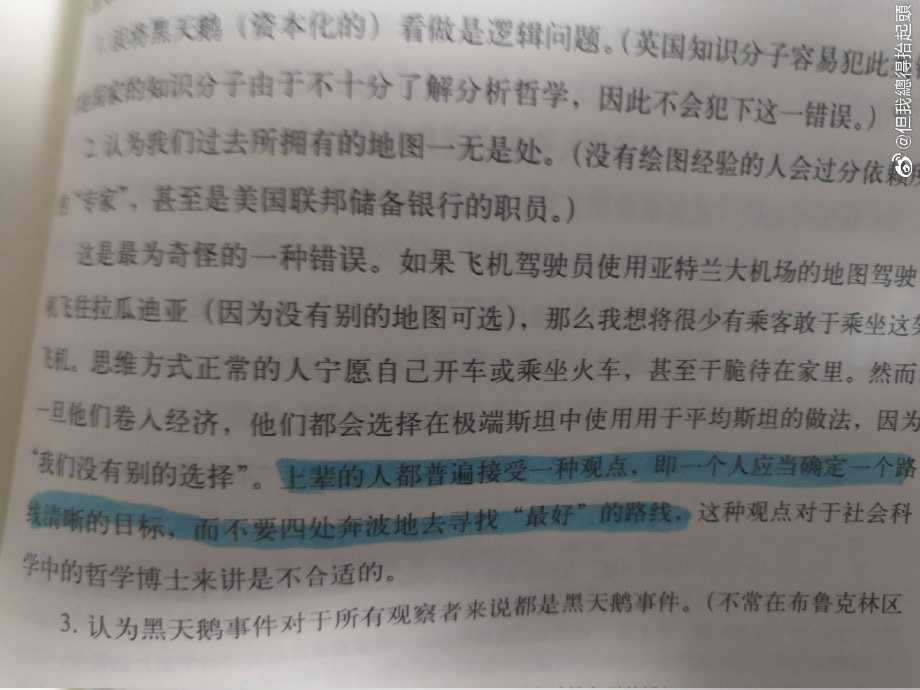 1. 误将黑天鹅（资本化的）看做是逻辑问题。（英国知识分子容易犯此
国家的知识分子由于不十分了解分析哲学，因此不会犯下这一错误。）
2. 认为我们过去所拥有的地图一无是处。（没有绘图经验的人会过分依赖所
的“专家”，甚至是美国联邦储备银行的职员。）
这是最为奇怪的一种错误。如果飞机驾驶员使用亚特兰大机场的地图驾驶
机飞往拉瓜迪亚（因为没有别的地图可选），那么我想将很少有乘客敢于乘坐这
飞机。思维方式正常的人宁愿自己开车或乘坐火车，甚至干脆待在家里。然而
一旦他们卷入经济，他们都会选择在极端斯坦中使用用于平均斯坦的做法，因为
“我们没有别的选择”。上辈的人都普遍接受一种观点，即一个人应当确定一个路
线清晰的目标，而不要四处奔波地去寻找“最好”的路线，这种观点对于社会科
学中的哲学博士来讲是不合适的。
3. 认为黑天鹅事件对于所有观察者来说都是黑天鹅事件。（不常在布鲁克林区
@但我總得抬起頭